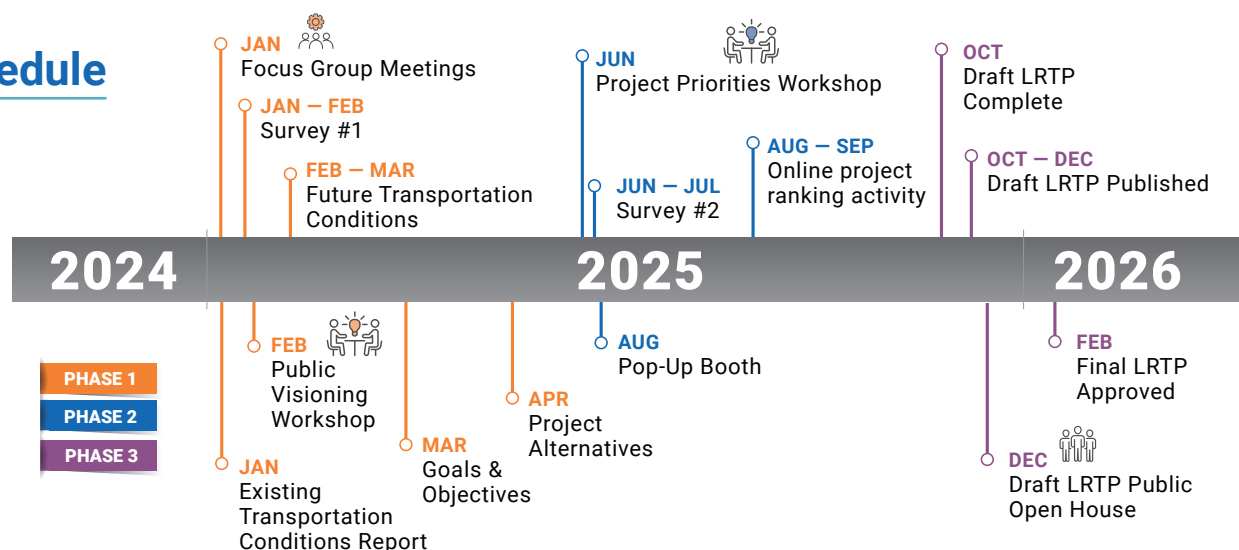 edule
JAN
Focus Group Meetings
JAN — FEB
Survey #1
FEB — MAR
Future Transportation
Conditions
JUN
Project Priorities Workshop
JUN — JUL
Survey #2
AUG — SEP
Online project
ranking activity
OCT
Draft LRTP
Complete
OCT — DEC
Draft LRTP Published
2024
2025
2026
PHASE 1
PHASE 2
PHASE 3
JAN
Existing
Transportation
Conditions Report
FEB
Public
Visioning
Workshop
MAR
Goals &
Objectives
APR
Project
Alternatives
AUG
Pop-Up Booth
DEC
Draft LRTP Public
Open House
FEB
Final LRTP
Approved